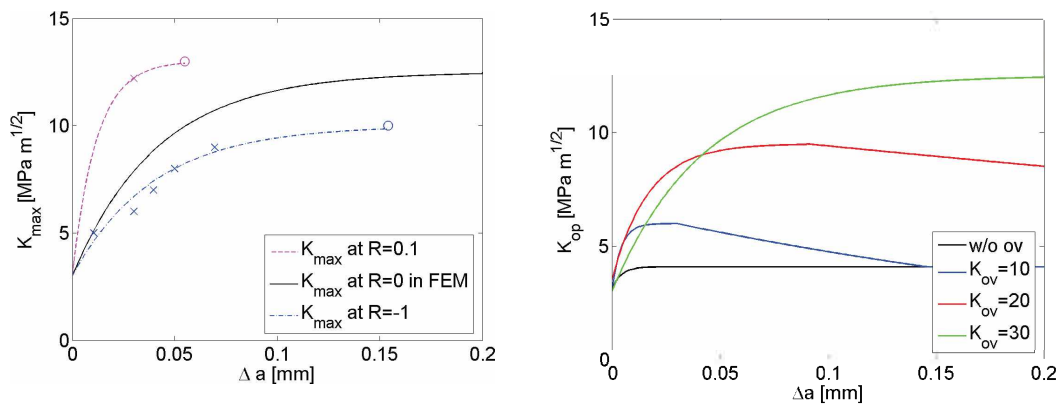 15
10
5
0
K_max [MPa m^1/2]
K_max at R=0.1
K_max at R=0 in FEM
K_max at R=-1
0 0.05 0.1 0.15 0.2
Δ a [mm]
15
10
5
0
K_op [MPa m^1/2]
w/o ov
K_ov=10
K_ov=20
K_ov=30
0 0.05 0.1 0.15 0.2
Δa [mm]